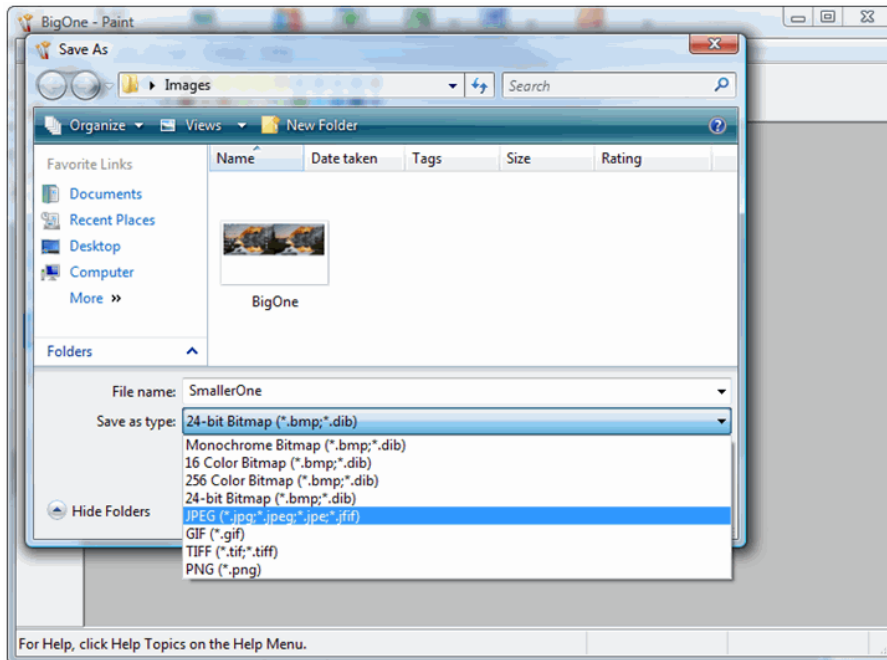 BigOne - Paint
Save As
Images
Search
Organize Views New Folder
Favorite Links
Name Date taken Tags Size Rating
Documents
Recent Places
Desktop
Computer
More »
BigOne
Folders
File name: SmallerOne
Save as type: 24-bit Bitmap (*.bmp;*.dib)
Monochrome Bitmap (*.bmp;*.dib)
16 Color Bitmap (*.bmp;*.dib)
256 Color Bitmap (*.bmp;*.dib)
24-bit Bitmap (*.bmp;*.dib)
Hide Folders
JPEG (*.jpg;*.jpeg;*.jpe;*.jfif)
GIF (*.gif)
TIFF (*.tif;*.tiff)
PNG (*.png)
For Help, click Help Topics on the Help Menu.